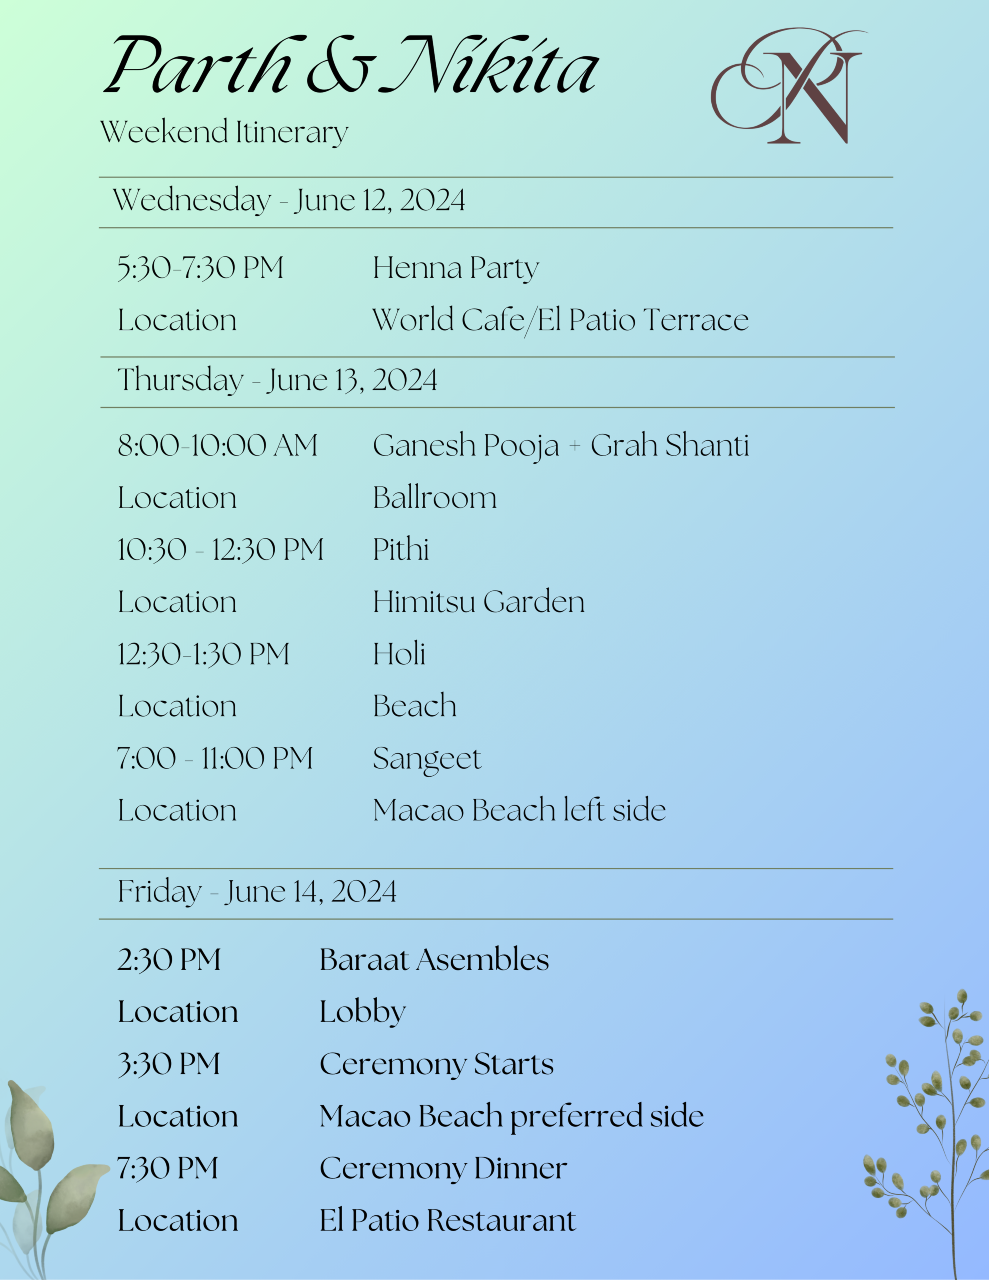 Parth & Nikita
PN
Weekend Itinerary
Wednesday - June 12, 2024
5:30-7:30 PM Henna Party
Location World Cafe/El Patio Terrace
Thursday - June 13, 2024
8:00-10:00 AM Ganesh Pooja + Grah Shanti
Location Ballroom
10:30 - 12:30 PM Pithi
Location Himitsu Garden
12:30-1:30 PM Holi
Location Beach
7:00 - 11:00 PM Sangeet
Location Macao Beach left side
Friday - June 14, 2024
2:30 PM Baraat Asembles
Location Lobby
3:30 PM Ceremony Starts
Location Macao Beach preferred side
7:30 PM Ceremony Dinner
Location El Patio Restaurant